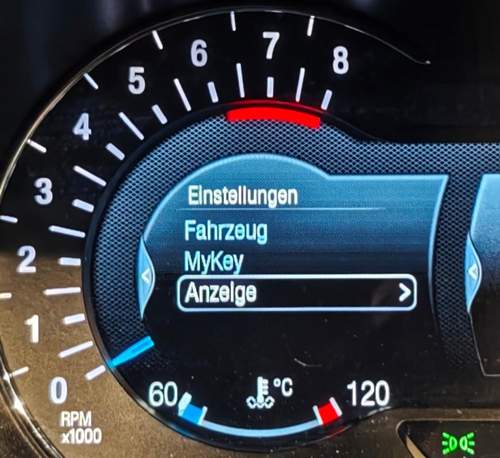 8
7
6
5
4
3
2
1
0
RPM
x1000
Einstellungen
Fahrzeug
MyKey
Anzeige >
<
<
60 °C 120